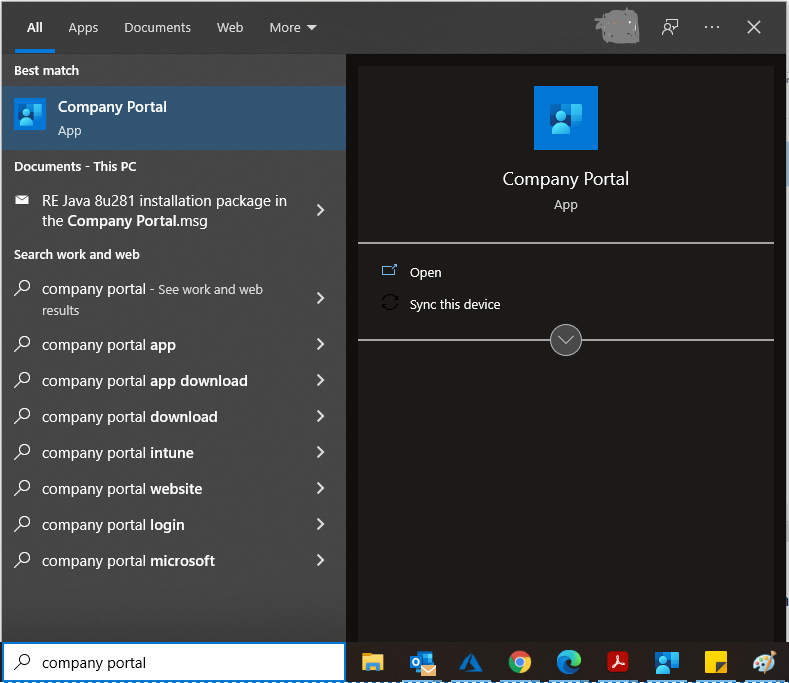 All Apps Documents Web More
Best match
Company Portal
App
Documents - This PC
RE Java 8u281 installation package in
the Company Portal.msg
Search work and web
company portal - See work and web
results
company portal app
company portal app download
company portal download
company portal intune
company portal website
company portal login
company portal microsoft
Company Portal
App
Open
Sync this device
company portal